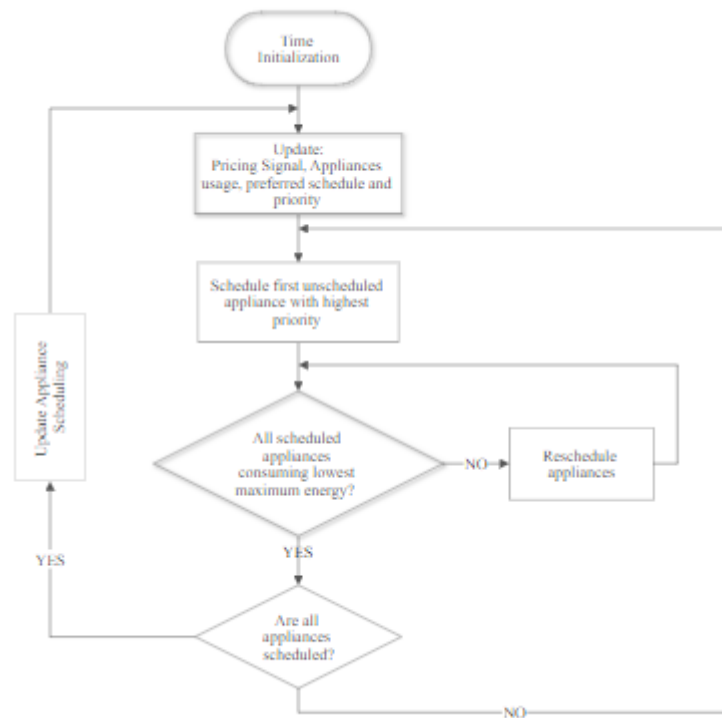 Time
Initialization
Update:
Pricing Signal, Appliances
usage, preferred schedule and
priority
Schedule first unscheduled
appliance with highest
priority
Update Appliance
Scheduling
All scheduled
appliances
consuming lowest
maximum energy?
NO
Reschedule
appliances
YES
YES
Are all
appliances
scheduled?
NO